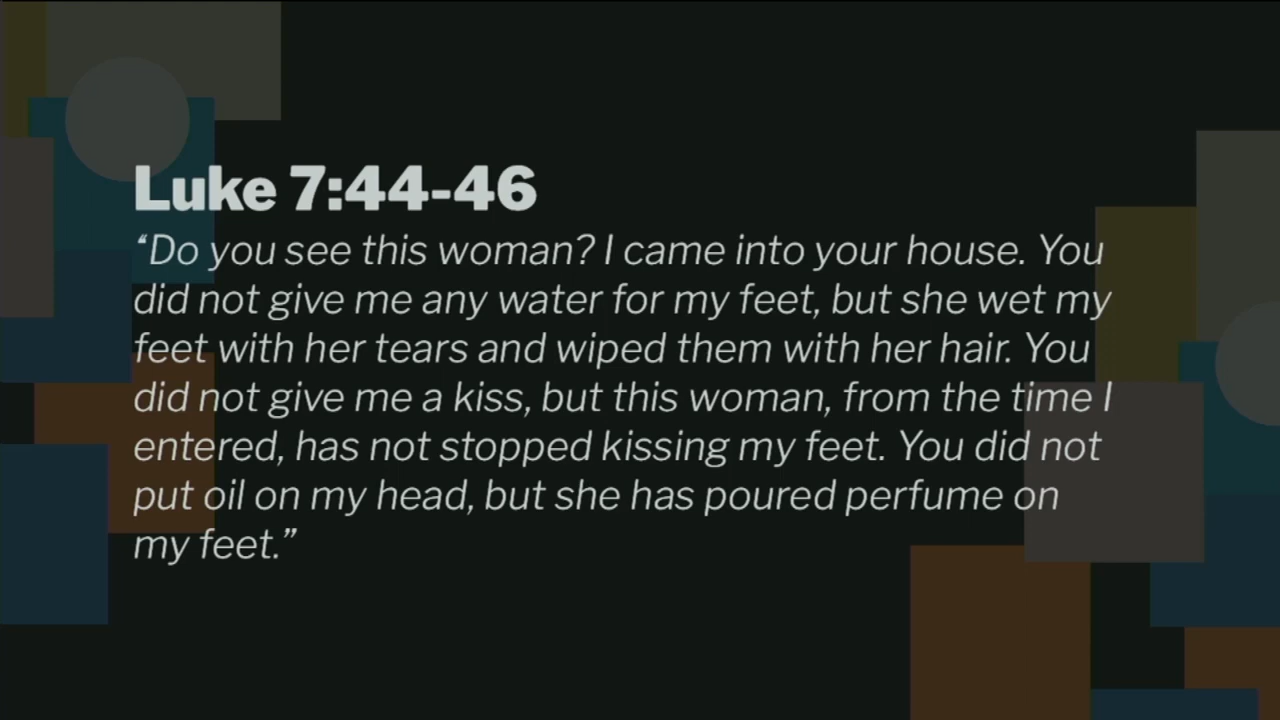 Luke 7:44-46
“Do you see this woman? I came into your house. You
did not give me any water for my feet, but she wet my
feet with her tears and wiped them with her hair. You
did not give me a kiss, but this woman, from the time I
entered, has not stopped kissing my feet. You did not
put oil on my head, but she has poured perfume on
my feet.”